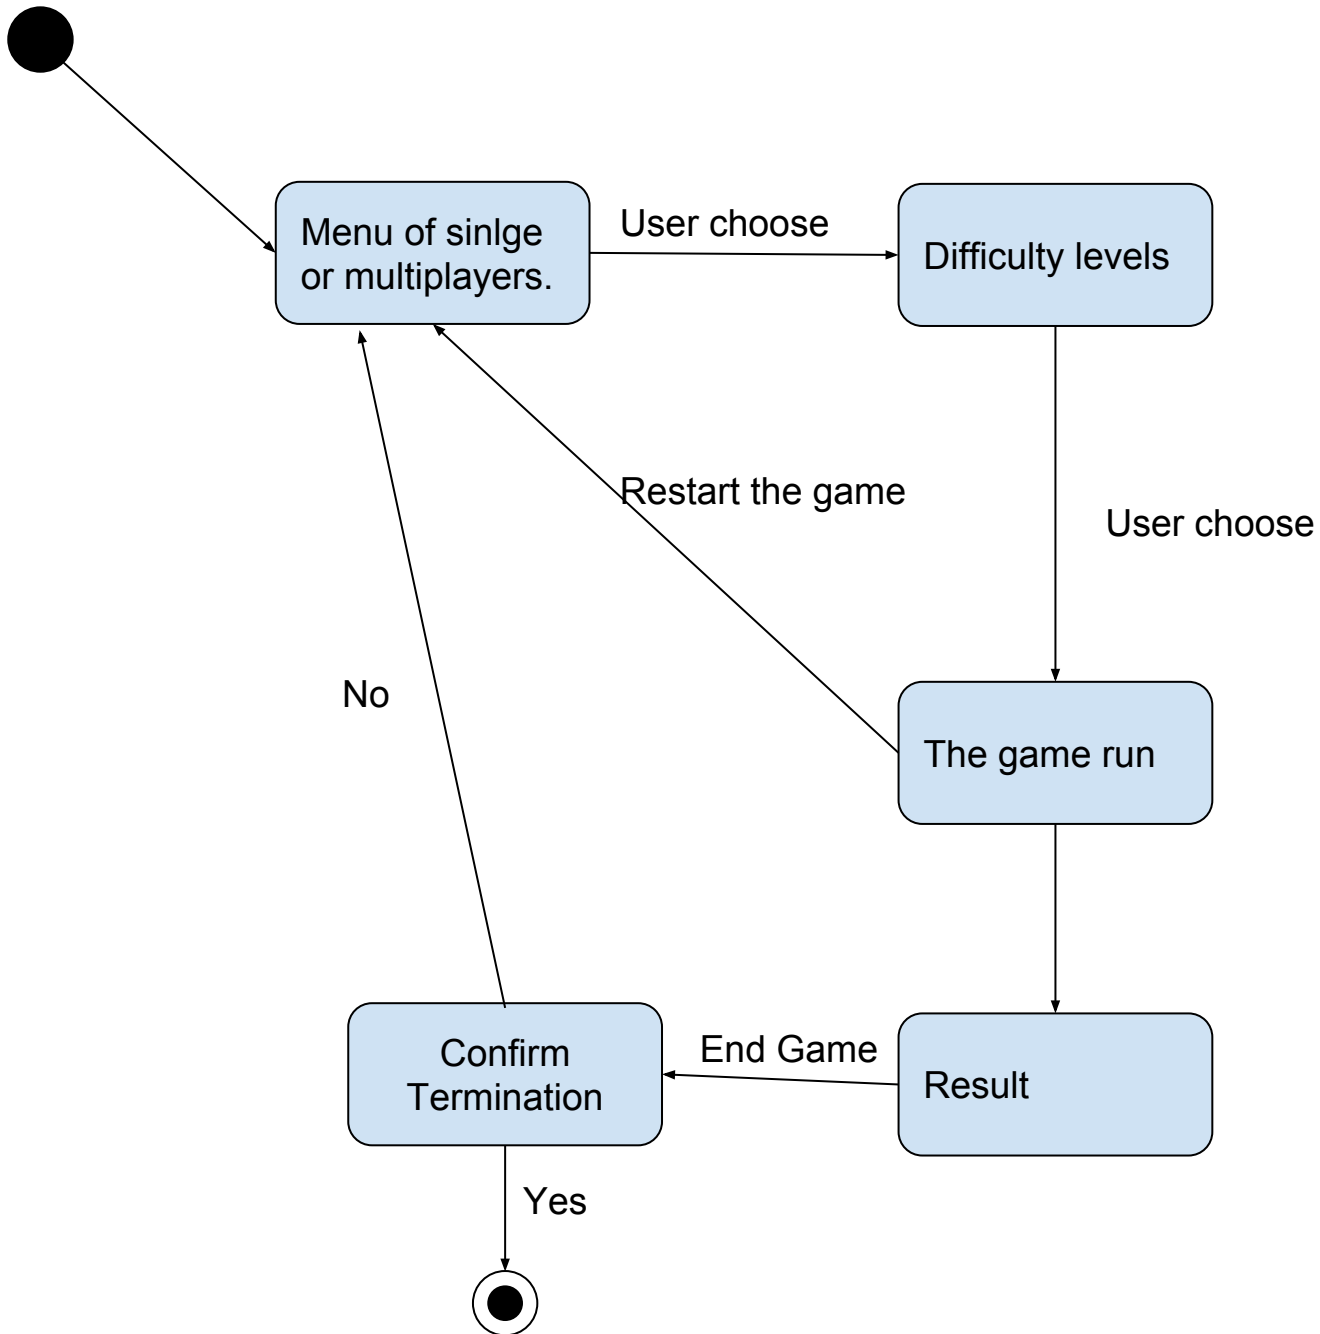 Menu of sinlge
or multiplayers.
User choose
Difficulty levels
Restart the game
User choose
No
The game run
Confirm
Termination
End Game
Result
Yes